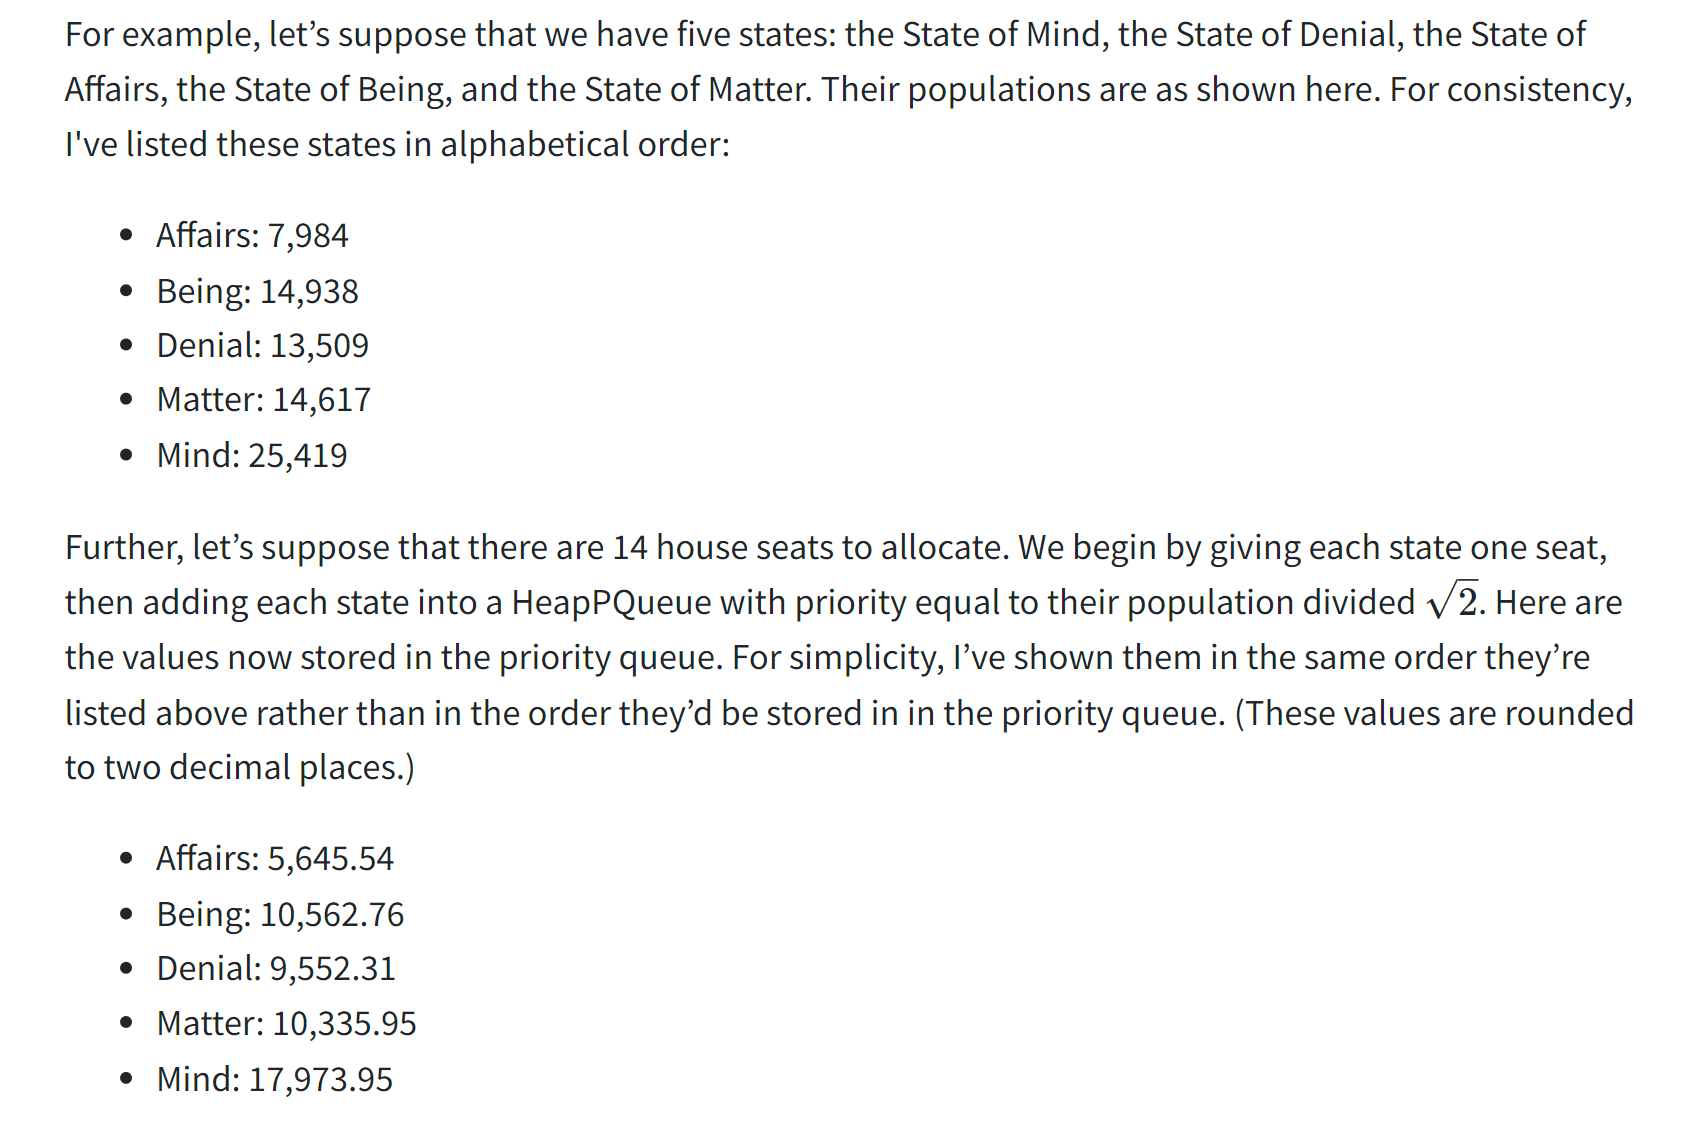 For example, let’s suppose that we have five states: the State of Mind, the State of Denial, the State of
Affairs, the State of Being, and the State of Matter. Their populations are as shown here. For consistency,
I've listed these states in alphabetical order:
• Affairs: 7,984
• Being: 14,938
• Denial: 13,509
• Matter: 14,617
• Mind: 25,419
Further, let’s suppose that there are 14 house seats to allocate. We begin by giving each state one seat,
then adding each state into a HeapPQueue with priority equal to their population divided √2. Here are
the values now stored in the priority queue. For simplicity, I’ve shown them in the same order they’re
listed above rather than in the order they’d be stored in in the priority queue. (These values are rounded
to two decimal places.)
• Affairs: 5,645.54
• Being: 10,562.76
• Denial: 9,552.31
• Matter: 10,335.95
• Mind: 17,973.95